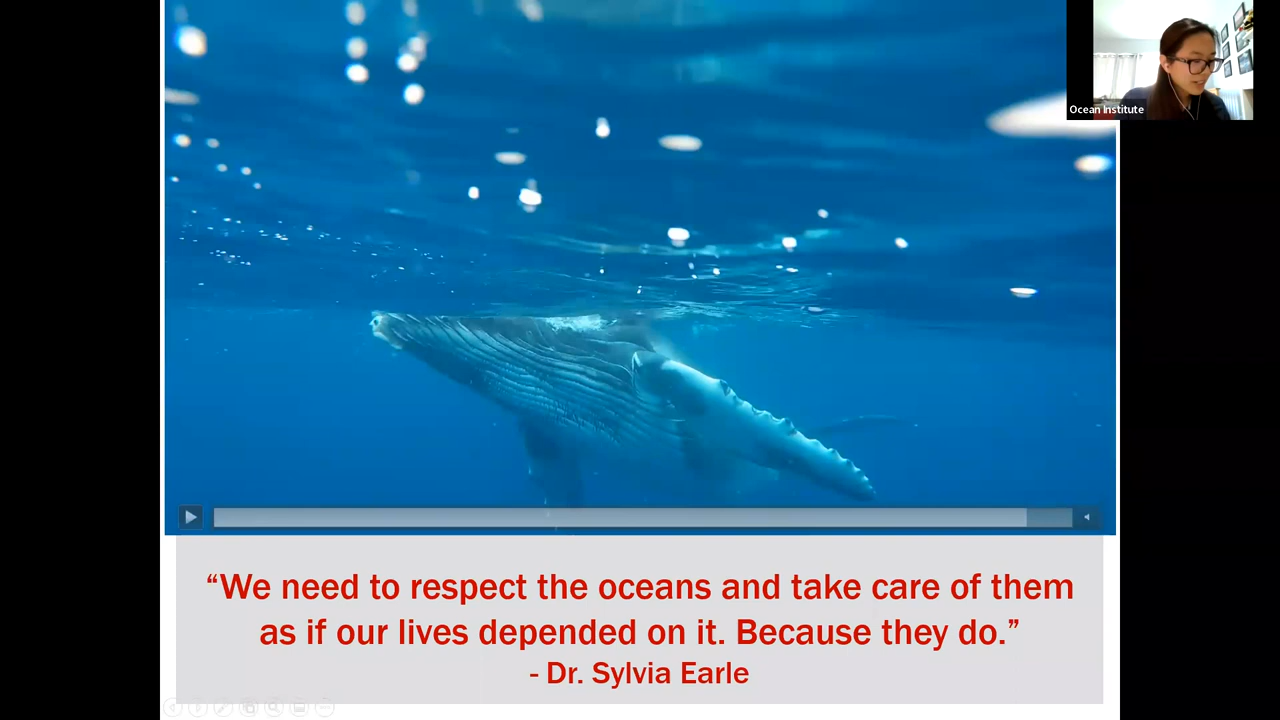 Ocean Institute
“We need to respect the oceans and take care of them
as if our lives depended on it. Because they do.”
- Dr. Sylvia Earle